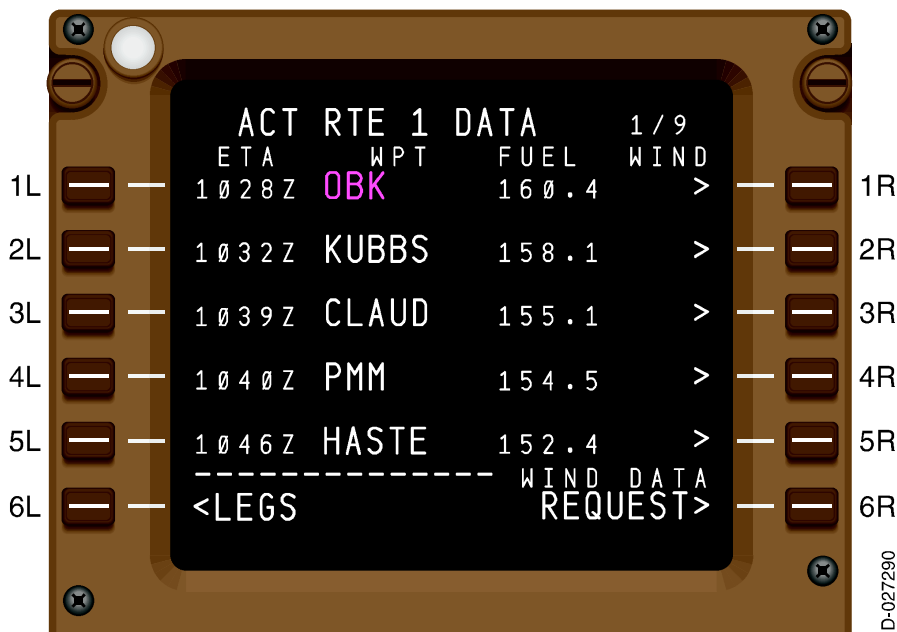 ACT RTE 1 DATA 1/9
ETA WPT FUEL WIND
1L 1028Z OBK 160.4 > 1R
2L 1032Z KUBBS 158.1 > 2R
3L 1039Z CLAUD 155.1 > 3R
4L 1040Z PMM 154.5 > 4R
5L 1046Z HASTE 152.4 > 5R
-------------- WIND DATA
6L <LEGS REQUEST> 6R
D-027290